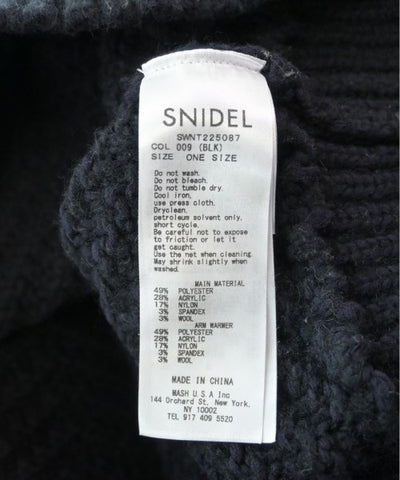 SNIDEL
SWNT225087
COL 009 (BLK)
SIZE ONE SIZE
Do not wash.
Do not bleach.
Do not tumble dry.
Cool iron,
use press cloth.
Dryclean,
petroleum solvent only,
short cycle.
Be careful not to expose
to friction or let it
get caught.
Use the net when cleaning.
May shrink slightly when
washed.
MAIN MATERIAL
49% POLYESTER
28% ACRYLIC
17% NYLON
3% SPANDEX
3% WOOL
ARM WARMER
49% POLYESTER
28% ACRYLIC
17% NYLON
3% SPANDEX
3% WOOL
MADE IN CHINA
MASH U.S.A Inc
144 Orchard St, New York,
NY 10002
TEL 917 409 5520